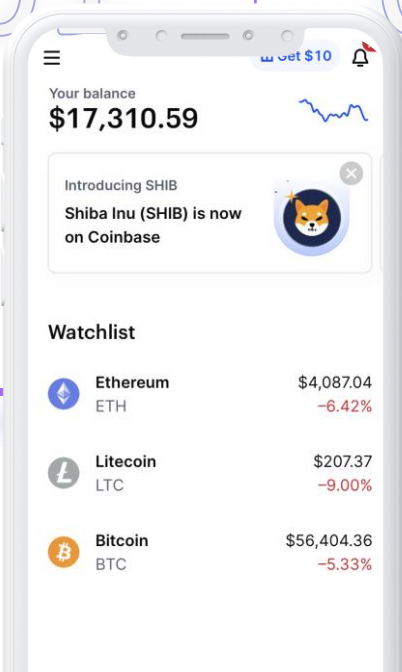 Get $10
Your balance
$17,310.59
Introducing SHIB
Shiba Inu (SHIB) is now
on Coinbase
Watchlist
Ethereum
$4,087.04
ETH
-6.42%
Litecoin
$207.37
LTC
-9.00%
Bitcoin
$56,404.36
BTC
-5.33%